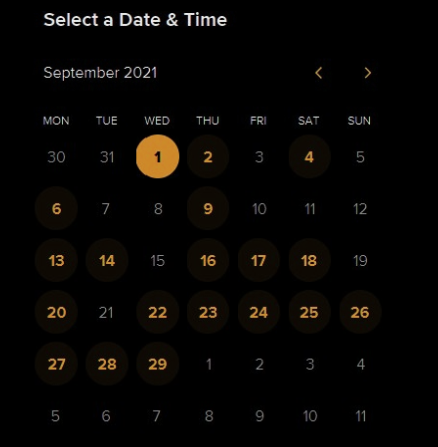 Select a Date & Time
September 2021
MON TUE WED THU FRI SAT SUN
30 31 1 2 3 4 5
6 7 8 9 10 11 12
13 14 15 16 17 18 19
20 21 22 23 24 25 26
27 28 29 1 2 3 4
5 6 7 8 9 10 11